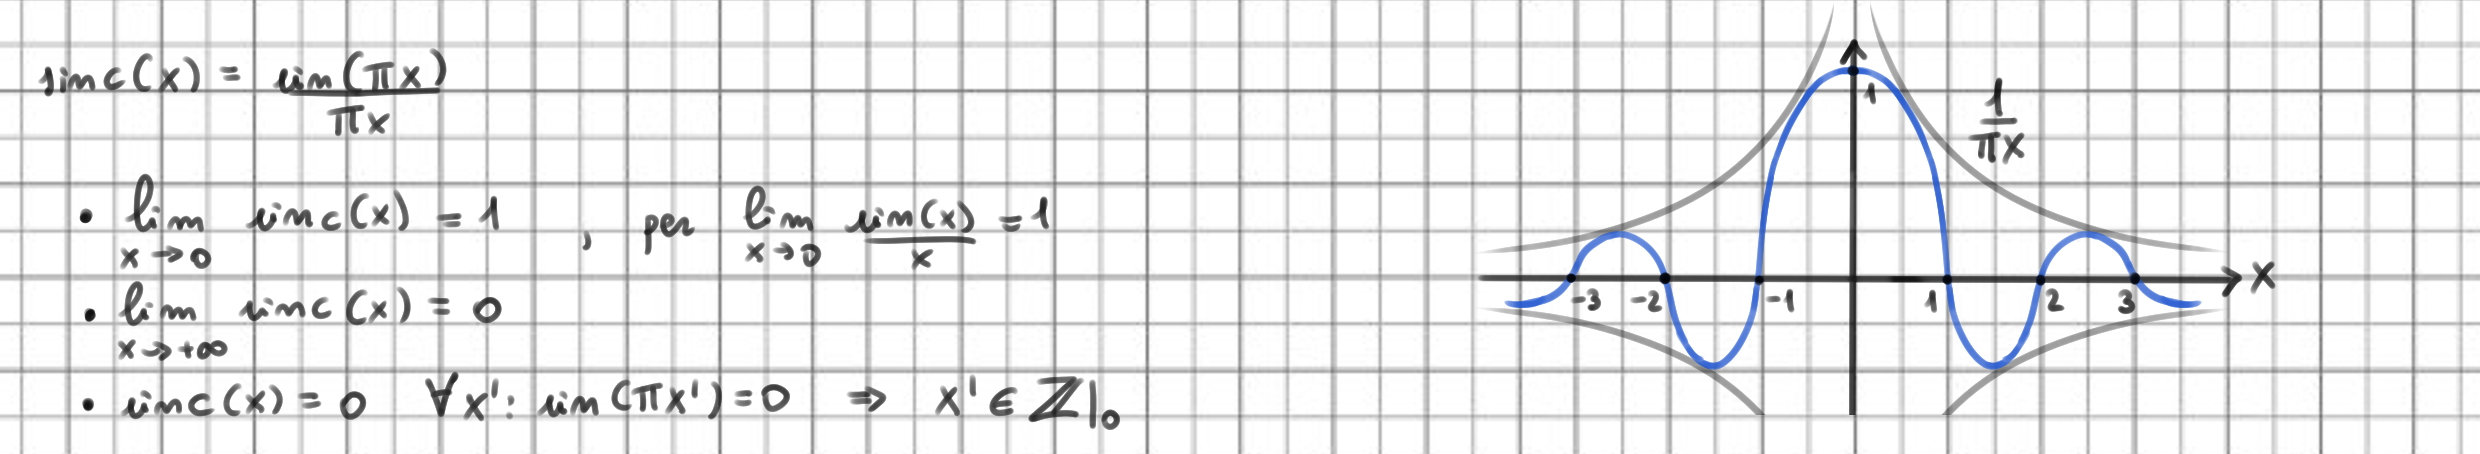 sinc(x) = sin(πx) / πx
• lim x→0 sinc(x) = 1 , per lim x→0 sin(x)/x = 1
• lim x→+∞ sinc(x) = 0
• sinc(x) = 0 ∀x': sin(πx') = 0 ⇒ x' ∈ ℤ|₀
1
1/πx
-3 -2 -1 1 2 3 x